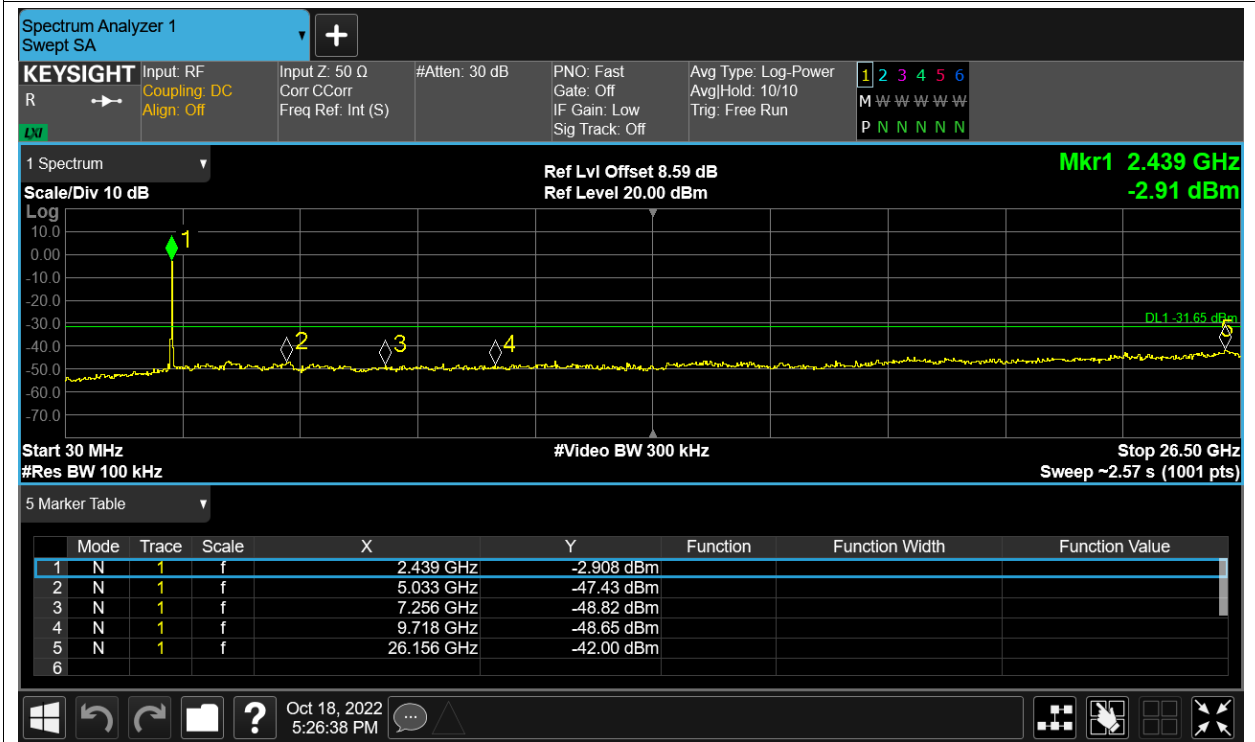 Spectrum Analyzer 1
Swept SA
+
KEYSIGHT
R
LXI
Input: RF
Coupling: DC
Align: Off
Input Z: 50 Ω
Corr CCorr
Freq Ref: Int (S)
#Atten: 30 dB
PNO: Fast
Gate: Off
IF Gain: Low
Sig Track: Off
Avg Type: Log-Power
Avg|Hold: 10/10
Trig: Free Run
1 2 3 4 5 6
M W W W W W
P N N N N N
1 Spectrum
Scale/Div 10 dB
Ref Lvl Offset 8.59 dB
Ref Level 20.00 dBm
Mkr1 2.439 GHz
-2.91 dBm
Log
10.0
0.00
-10.0
-20.0
-30.0
-40.0
-50.0
-60.0
-70.0
1
2
3
4
5
DL1 -31.65 dBm
Start 30 MHz
#Res BW 100 kHz
#Video BW 300 kHz
Stop 26.50 GHz
Sweep ~2.57 s (1001 pts)
5 Marker Table
Mode Trace Scale X Y Function Function Width Function Value
1 N 1 f 2.439 GHz -2.908 dBm
2 N 1 f 5.033 GHz -47.43 dBm
3 N 1 f 7.256 GHz -48.82 dBm
4 N 1 f 9.718 GHz -48.65 dBm
5 N 1 f 26.156 GHz -42.00 dBm
6
?
Oct 18, 2022
5:26:38 PM